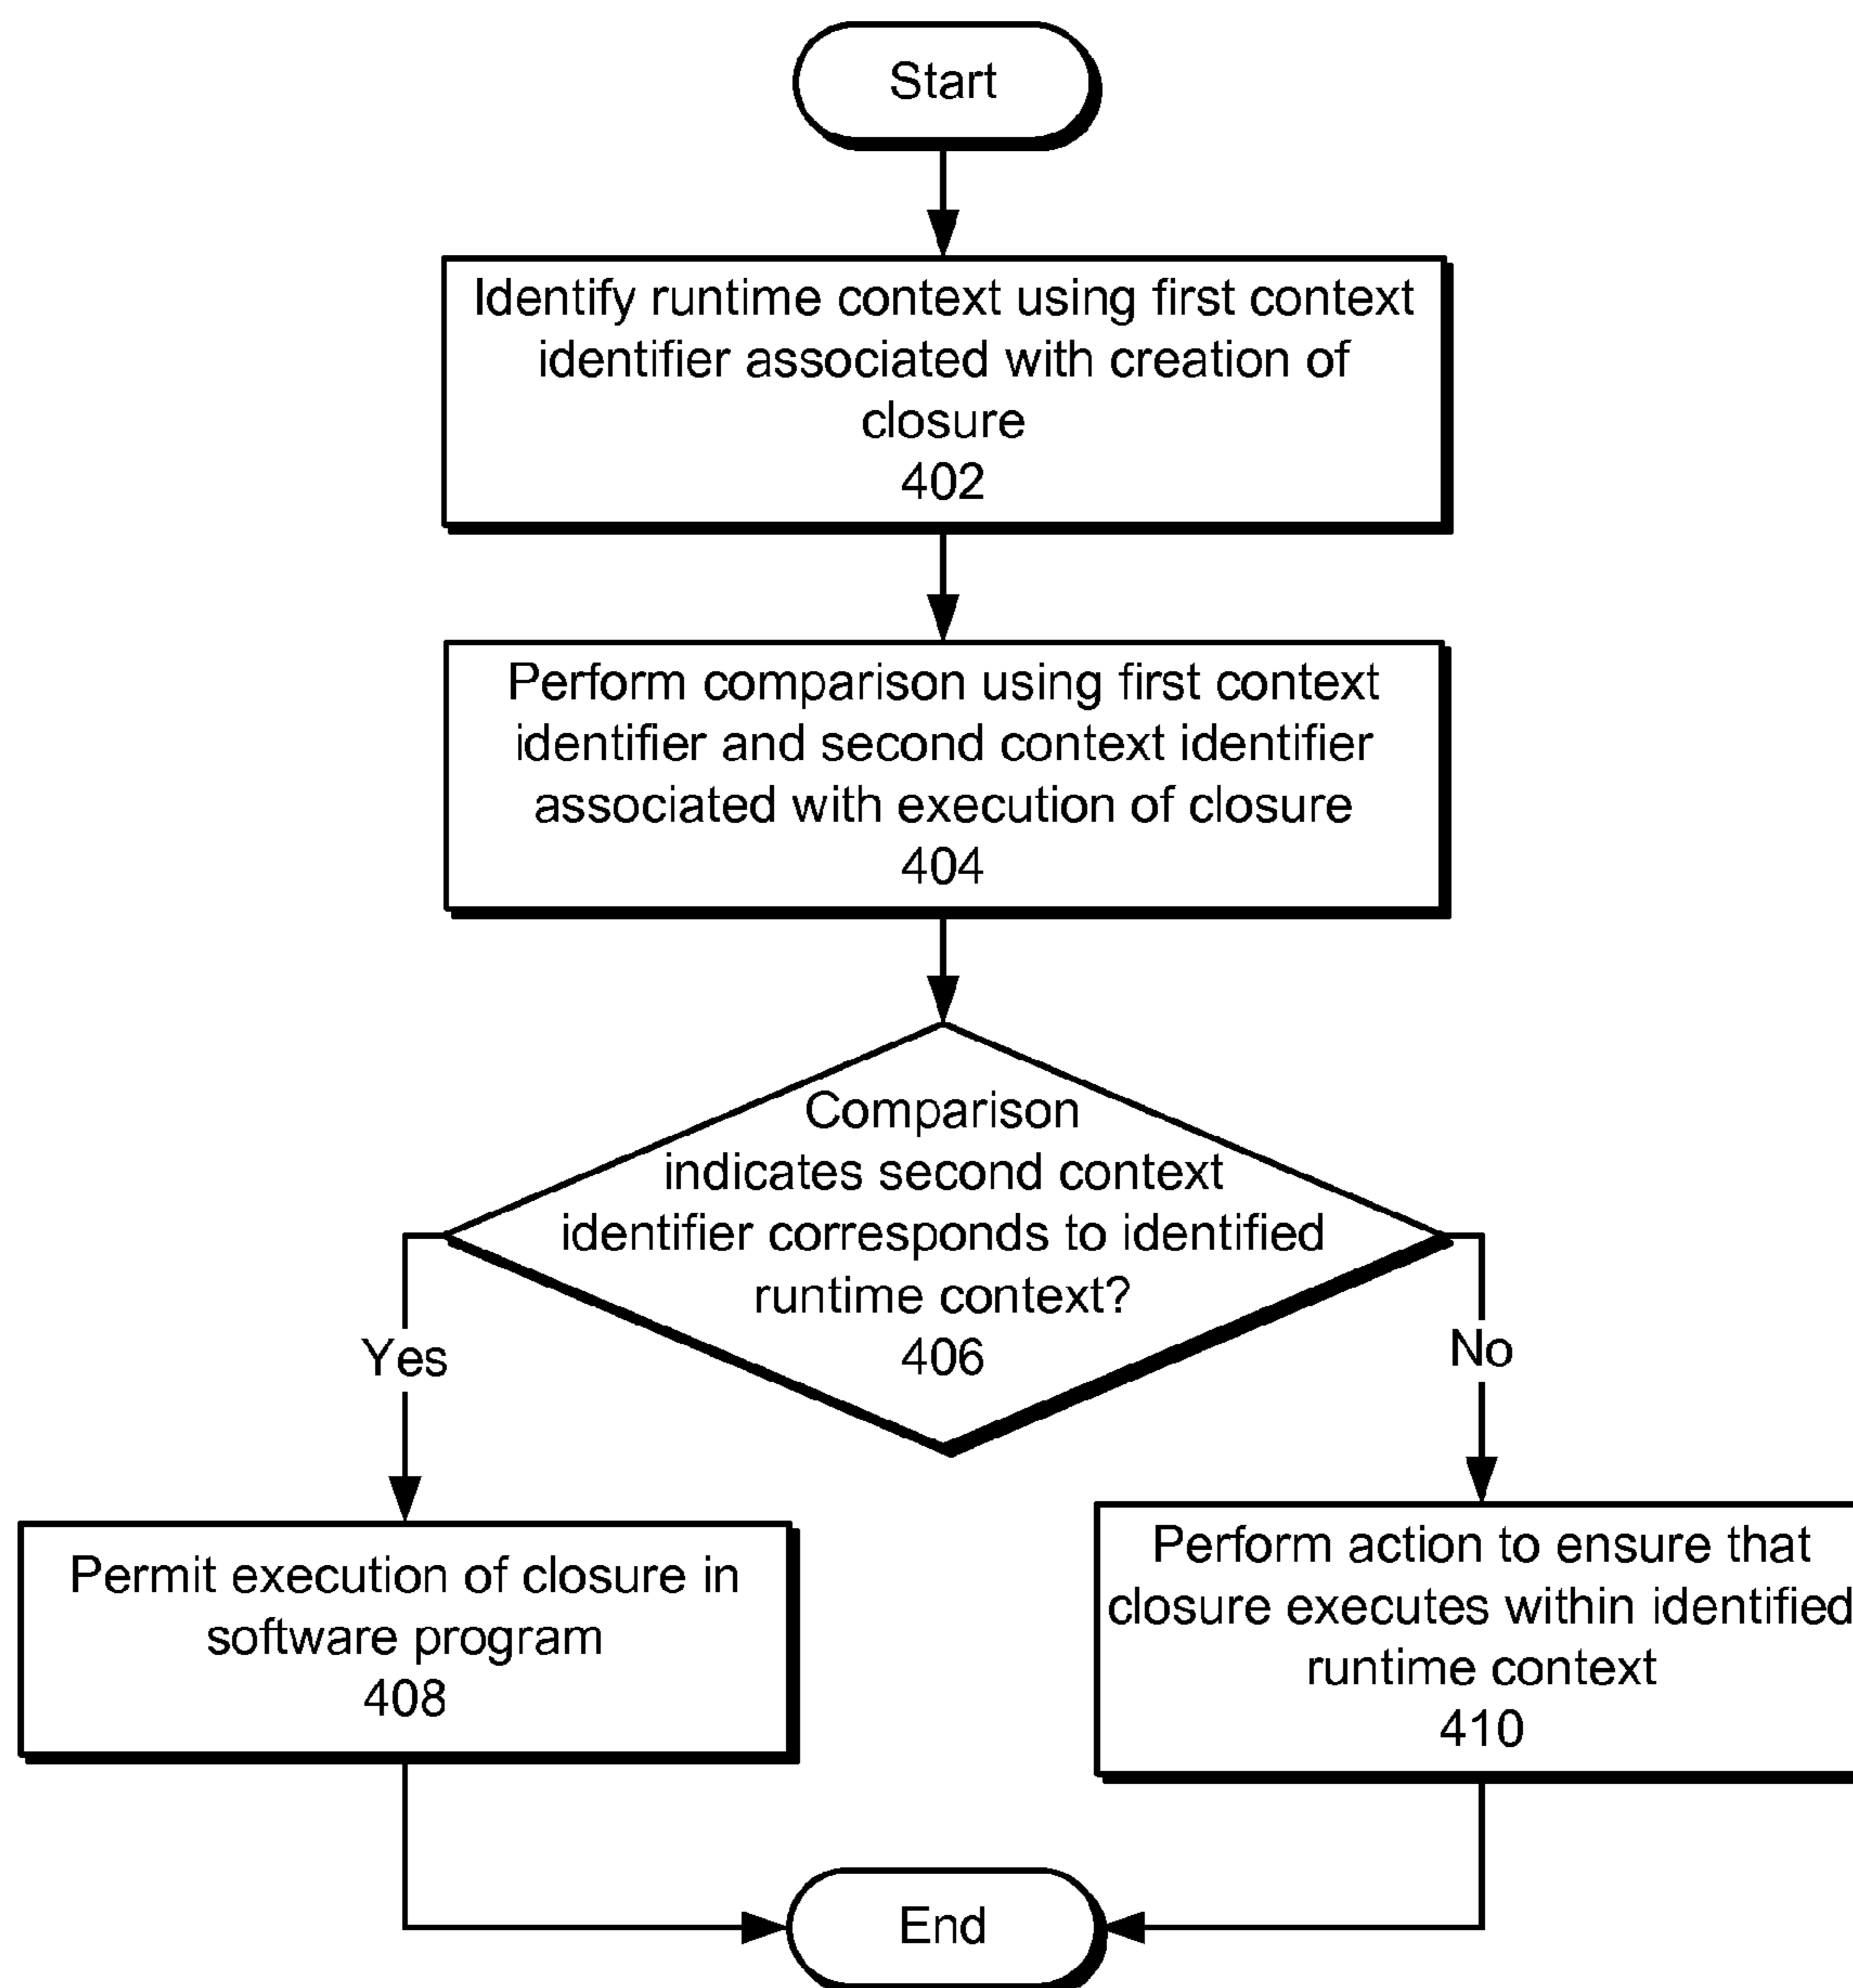 Start
Identify runtime context using first context
identifier associated with creation of
closure
402
Perform comparison using first context
identifier and second context identifier
associated with execution of closure
404
Comparison
indicates second context
identifier corresponds to identified
runtime context?
406
Yes
No
Permit execution of closure in
software program
408
Perform action to ensure that
closure executes within identified
runtime context
410
End